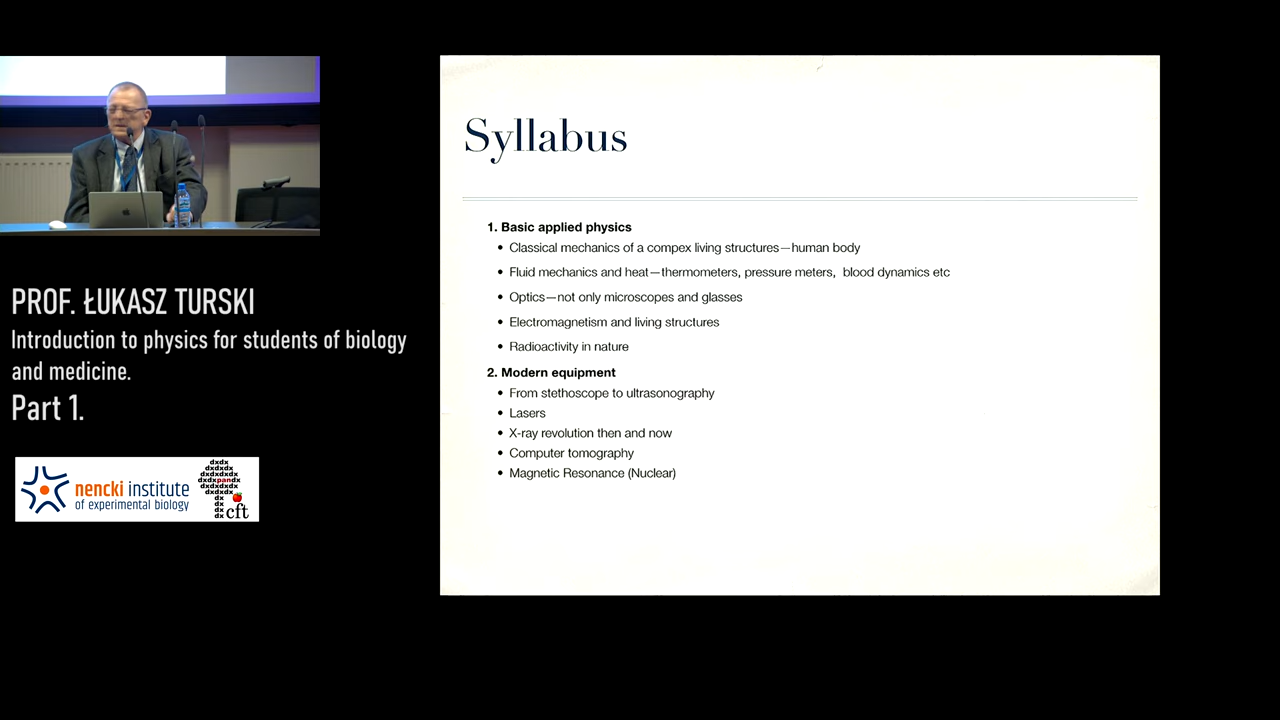 PROF. ŁUKASZ TURSKI
Introduction to physics for students of biology
and medicine.
Part 1.
nencki institute
of experimental biology
dxdx
dxdxdx
dxdxdxdx
dxdxpandx
dxdxdxdx
dxdxdx
dx
dx
dx
dx
cft
Syllabus
1. Basic applied physics
• Classical mechanics of a compex living structures—human body
• Fluid mechanics and heat—thermometers, pressure meters, blood dynamics etc
• Optics—not only microscopes and glasses
• Electromagnetism and living structures
• Radioactivity in nature
2. Modern equipment
• From stethoscope to ultrasonography
• Lasers
• X-ray revolution then and now
• Computer tomography
• Magnetic Resonance (Nuclear)